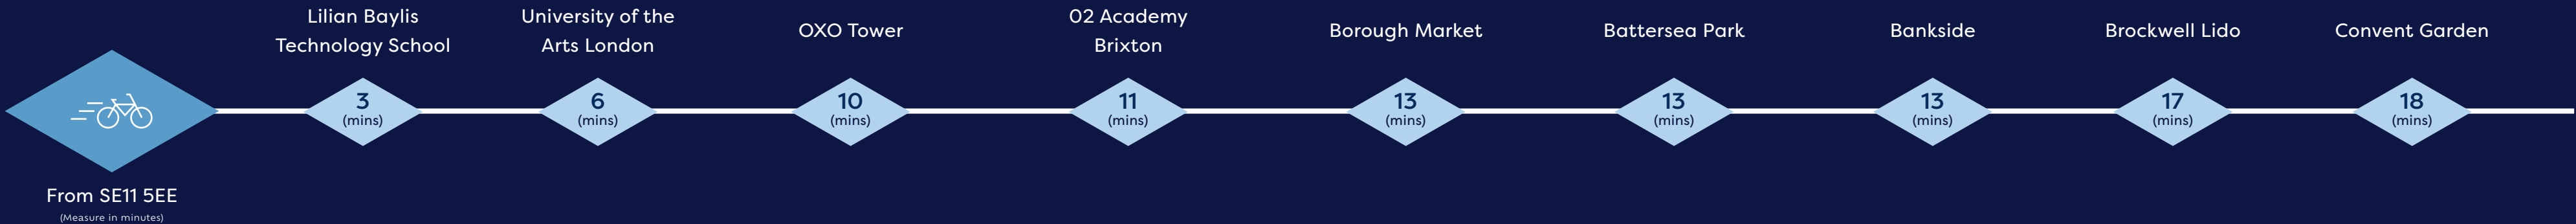 Lilian Baylis
Technology School
University of the
Arts London
OXO Tower
02 Academy
Brixton
Borough Market
Battersea Park
Bankside
Brockwell Lido
Convent Garden
3
(mins)
6
(mins)
10
(mins)
11
(mins)
13
(mins)
13
(mins)
13
(mins)
17
(mins)
18
(mins)
From SE11 5EE
(Measure in minutes)